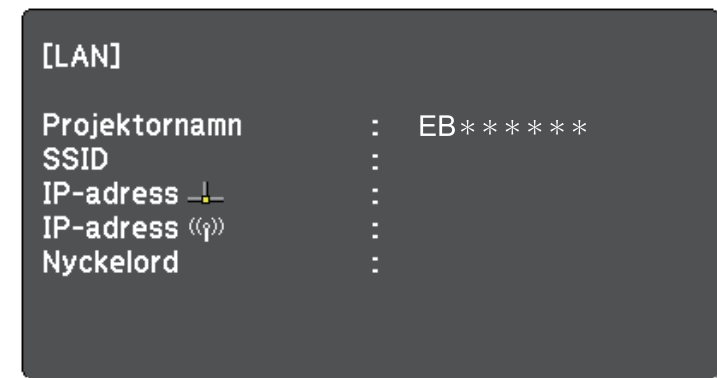 [LAN]
Projektornamn : EB＊＊＊＊＊＊
SSID :
IP-adress :
IP-adress :
Nyckelord :